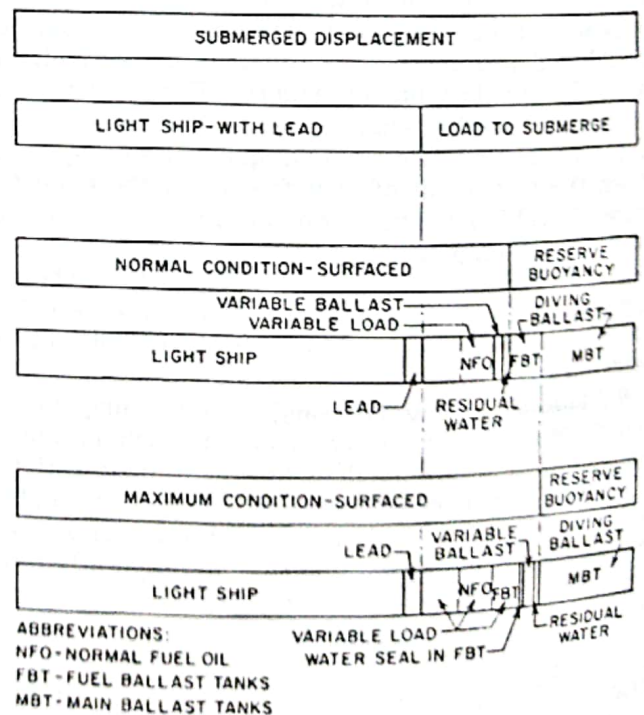 SUBMERGED DISPLACEMENT
LIGHT SHIP-WITH LEAD
LOAD TO SUBMERGE
NORMAL CONDITION-SURFACED
RESERVE
BUOYANCY
VARIABLE BALLAST
VARIABLE LOAD
DIVING
BALLAST
LIGHT SHIP
NFO
FBT
MBT
LEAD
RESIDUAL
WATER
MAXIMUM CONDITION-SURFACED
RESERVE
BUOYANCY
LEAD
VARIABLE
BALLAST
DIVING
BALLAST
LIGHT SHIP
NFO
FBT
MBT
VARIABLE LOAD
WATER SEAL IN FBT
RESIDUAL
WATER
ABBREVIATIONS:
NFO-NORMAL FUEL OIL
FBT-FUEL BALLAST TANKS
MBT-MAIN BALLAST TANKS